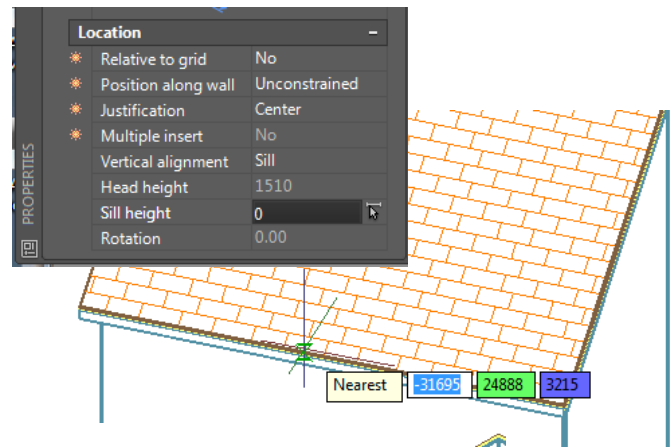 Location
Relative to grid No
Position along wall Unconstrained
Justification Center
Multiple insert No
Vertical alignment Sill
Head height 1510
Sill height 0
Rotation 0.00
PROPERTIES
Nearest -31695 24888 3215